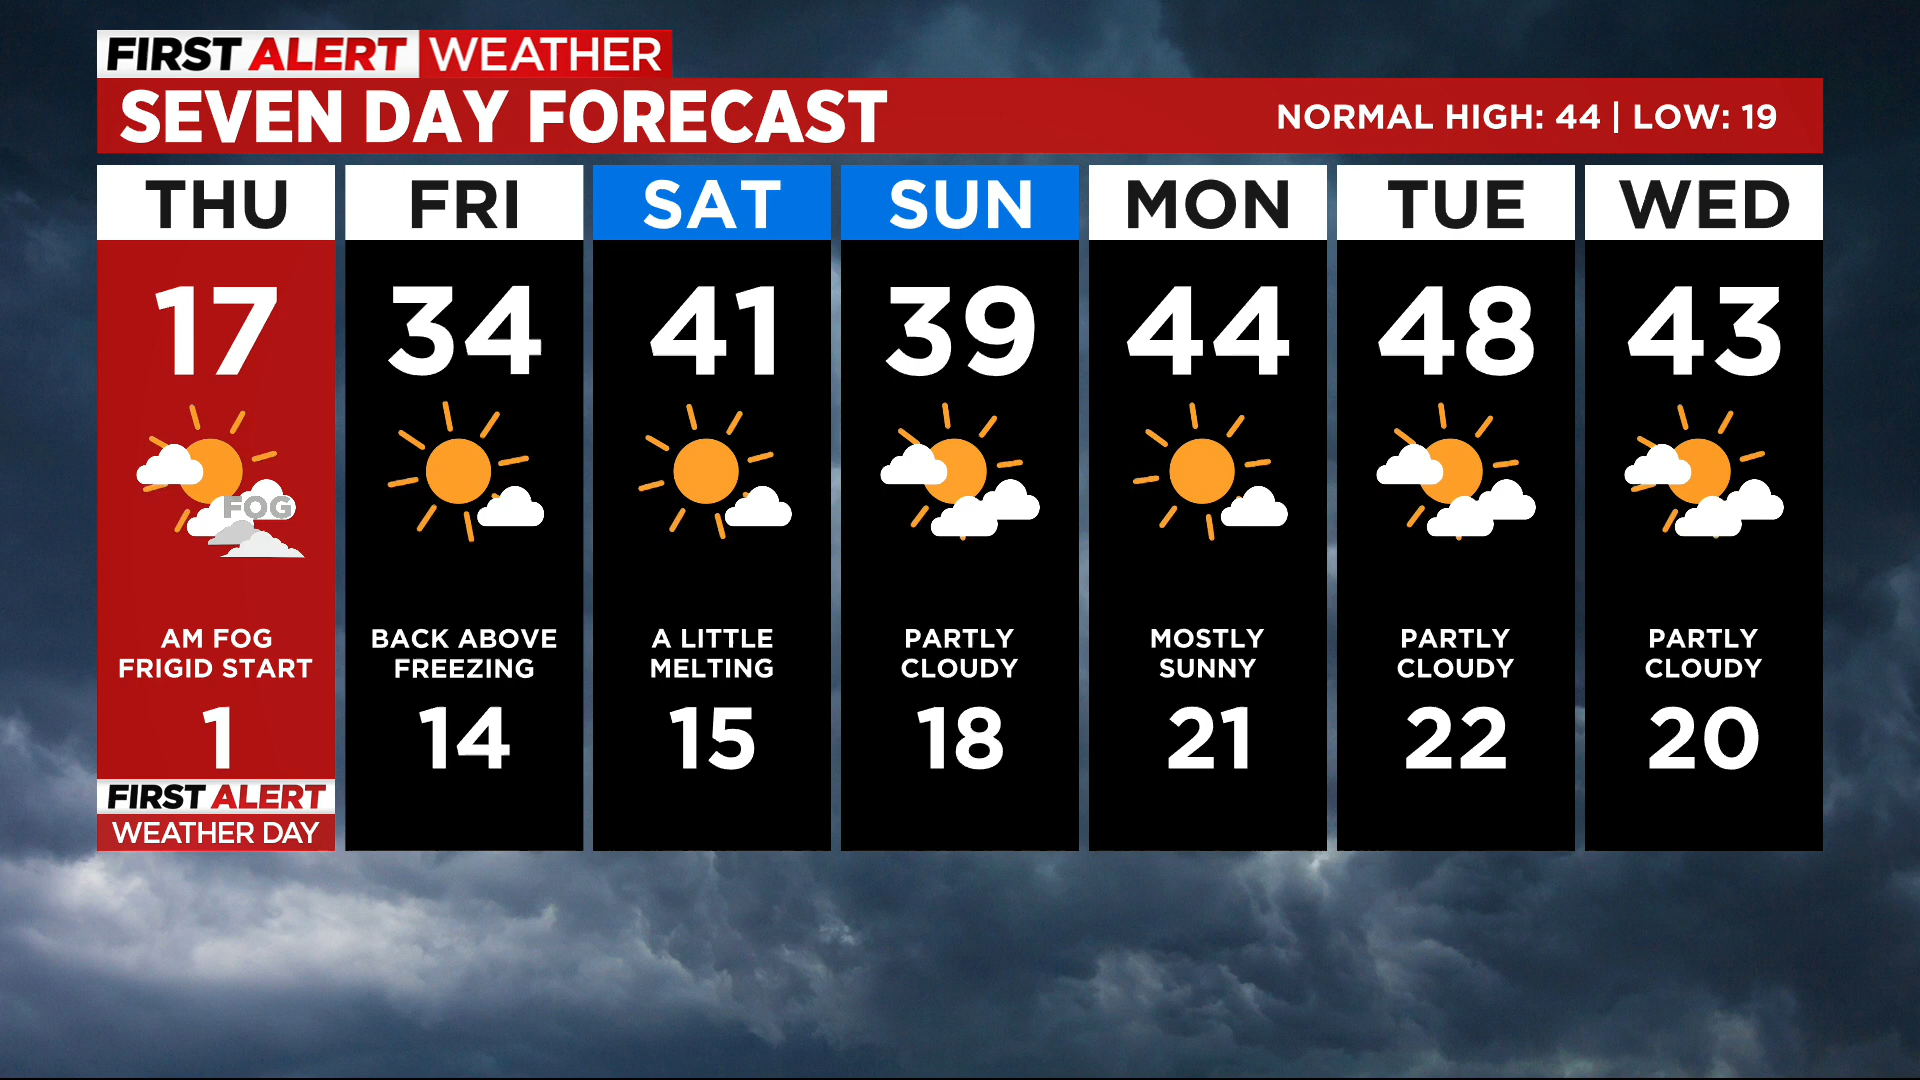 FIRST ALERT WEATHER
SEVEN DAY FORECAST
NORMAL HIGH: 44 | LOW: 19
THU
17
FOG
AM FOG
FRIGID START
1
FIRST ALERT
WEATHER DAY
FRI
34
BACK ABOVE
FREEZING
14
SAT
41
A LITTLE
MELTING
15
SUN
39
PARTLY
CLOUDY
18
MON
44
MOSTLY
SUNNY
21
TUE
48
PARTLY
CLOUDY
22
WED
43
PARTLY
CLOUDY
20